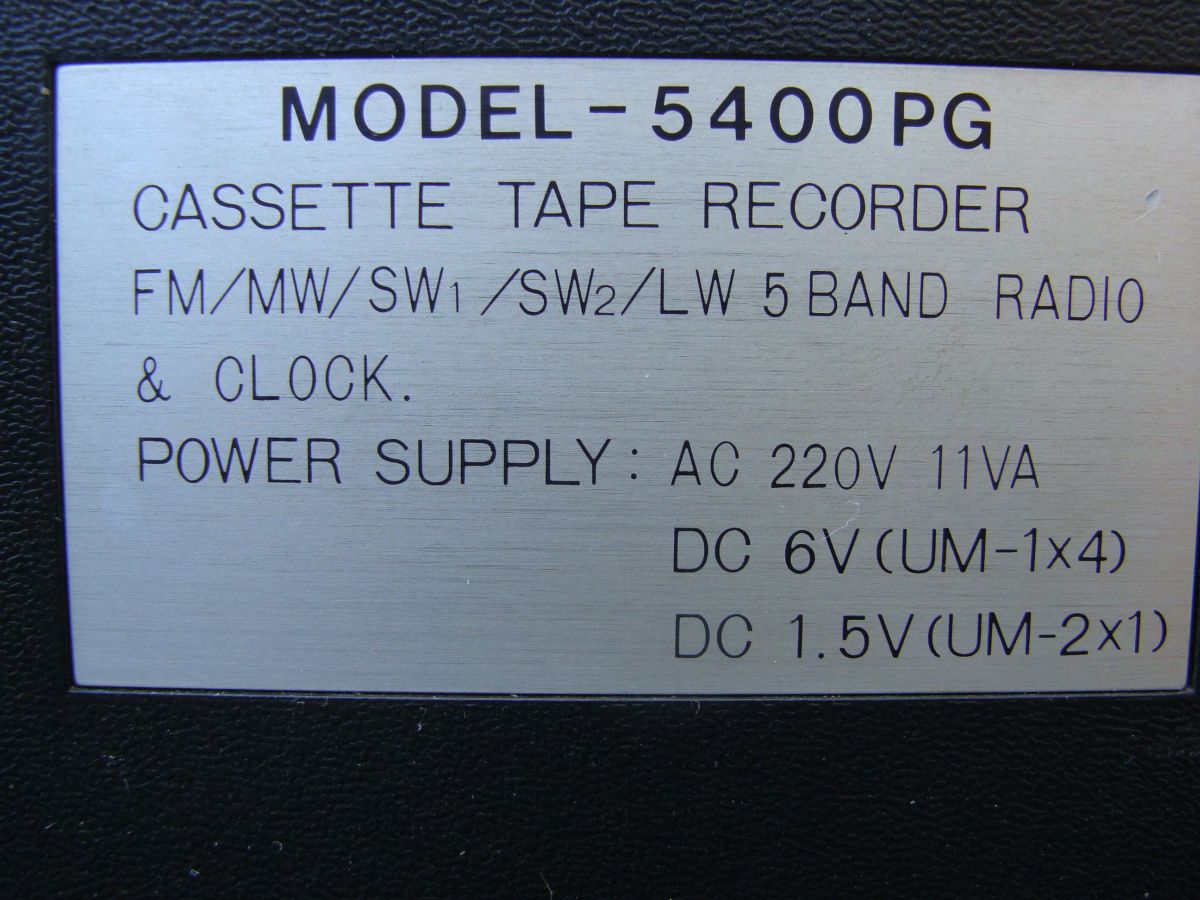 MODEL-5400PG
CASSETTE TAPE RECORDER
FM/MW/SW1/SW2/LW 5 BAND RADIO
& CLOCK.
POWER SUPPLY: AC 220V 11VA
DC 6V (UM-1x4)
DC 1.5V (UM-2x1)